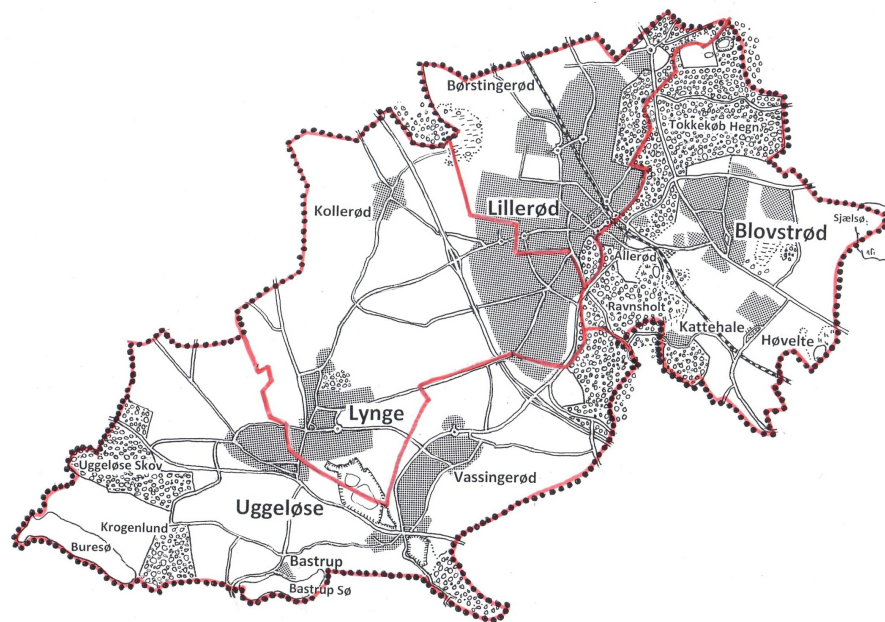 Børstingerød
Tokkekøb Hegn
Kollerød
Lillerød
Blovstrød
Sjælsø
Allerød
Ravnsholt
Kattehale
Høvelte
Lynge
Uggeløse Skov
Vassingerød
Uggeløse
Krogenlund
Buresø
Bastrup
Bastrup Sø